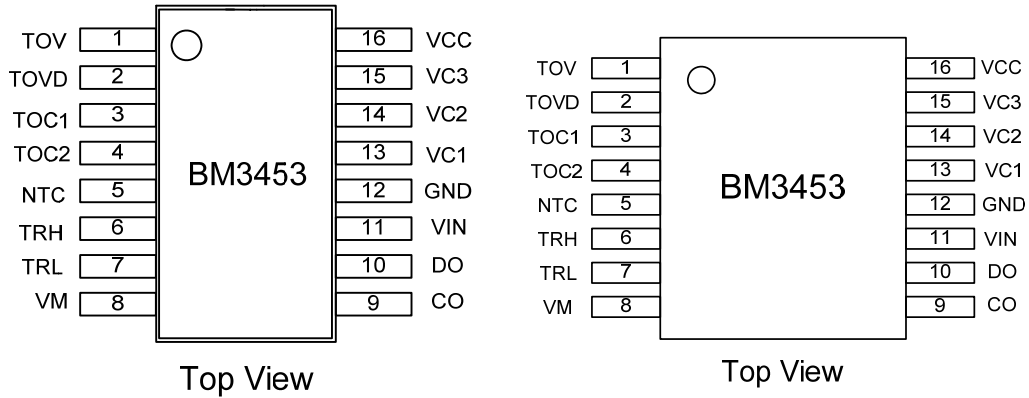 TOV 1 16 VCC
TOVD 2 15 VC3
TOC1 3 14 VC2
TOC2 4 13 VC1
BM3453
NTC 5 12 GND
TRH 6 11 VIN
TRL 7 10 DO
VM 8 9 CO
Top View
TOV 1 16 VCC
TOVD 2 15 VC3
TOC1 3 14 VC2
TOC2 4 13 VC1
BM3453
NTC 5 12 GND
TRH 6 11 VIN
TRL 7 10 DO
VM 8 9 CO
Top View